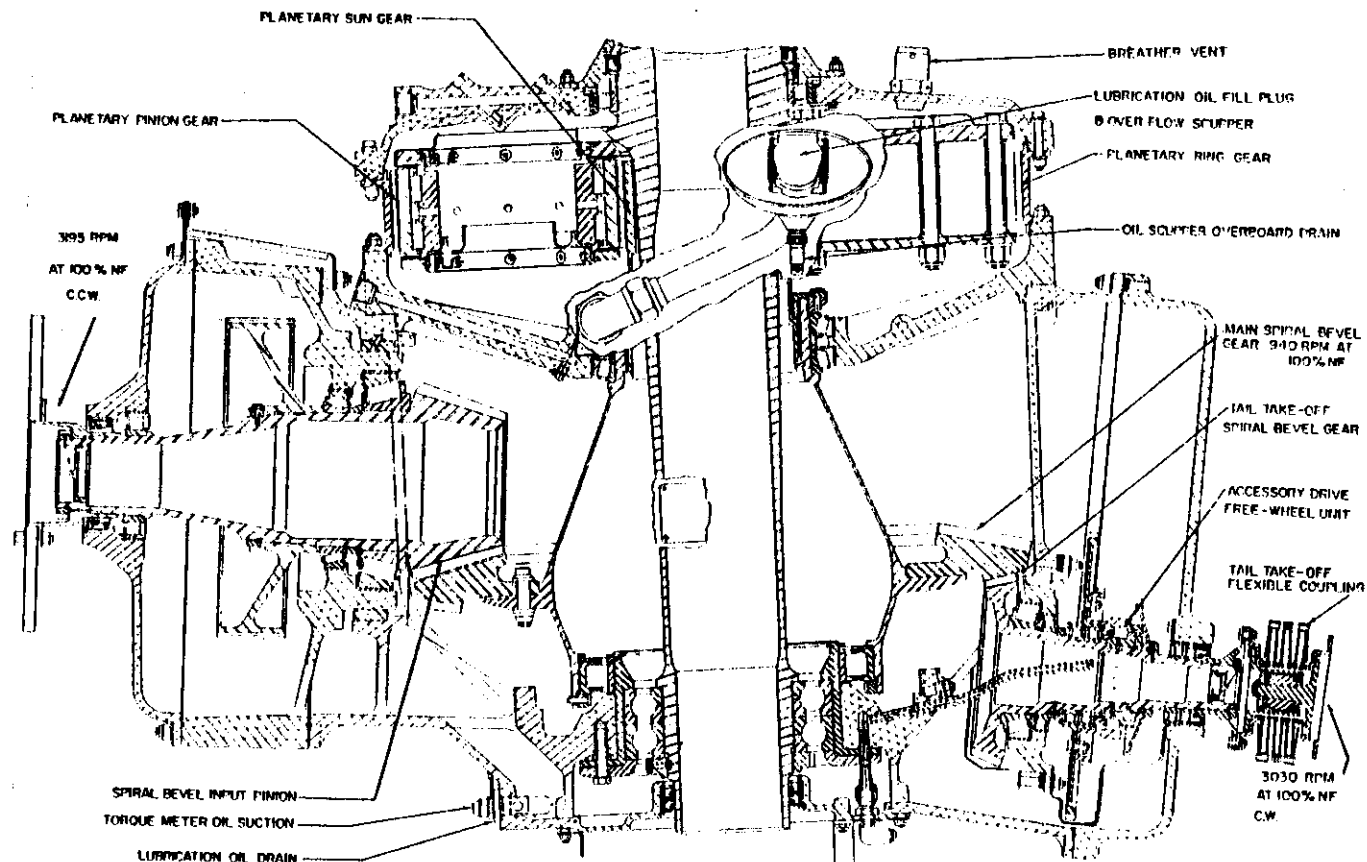 PLANETARY SUN GEAR
PLANETARY PINION GEAR
3195 RPM
AT 100% NF
C.C.W.
BREATHER VENT
LUBRICATION OIL FILL PLUG
& OVER FLOW SCUPPER
PLANETARY RING GEAR
OIL SCUPPER OVERBOARD DRAIN
MAIN SPIRAL BEVEL
GEAR 940 RPM AT
100% NF
TAIL TAKE-OFF
SPIRAL BEVEL GEAR
ACCESSORY DRIVE
FREE-WHEEL UNIT
TAIL TAKE-OFF
FLEXIBLE COUPLING
3030 RPM
AT 100% NF
C.W.
SPIRAL BEVEL INPUT PINION
TORQUE METER OIL SUCTION
LUBRICATION OIL DRAIN